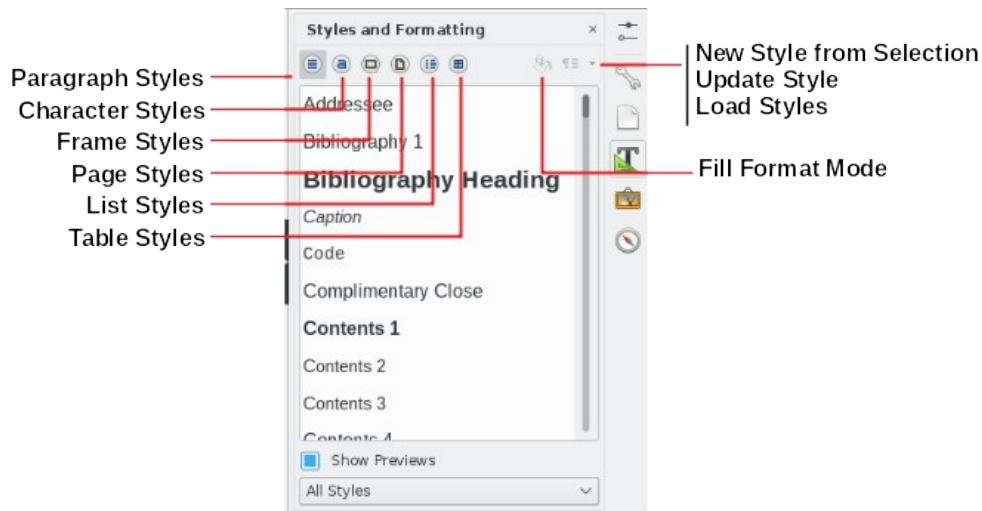 Styles and Formatting
New Style from Selection
Update Style
Load Styles
Paragraph Styles
Character Styles
Frame Styles
Page Styles
List Styles
Table Styles
Fill Format Mode
Addressee
Bibliography 1
Bibliography Heading
Caption
Code
Complimentary Close
Contents 1
Contents 2
Contents 3
Contents 4
Show Previews
All Styles